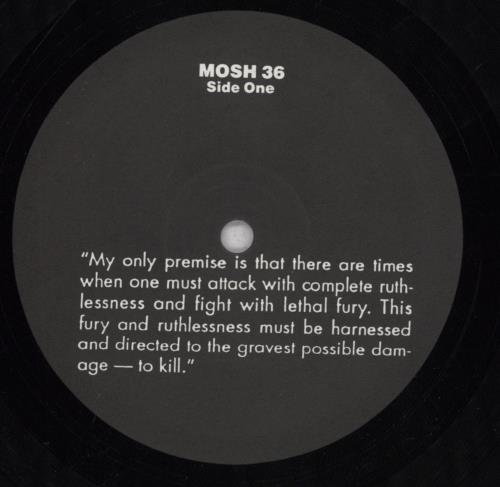 MOSH 36
Side One
"My only premise is that there are times
when one must attack with complete ruth-
lessness and fight with lethal fury. This
fury and ruthlessness must be harnessed
and directed to the gravest possible dam-
age — to kill."